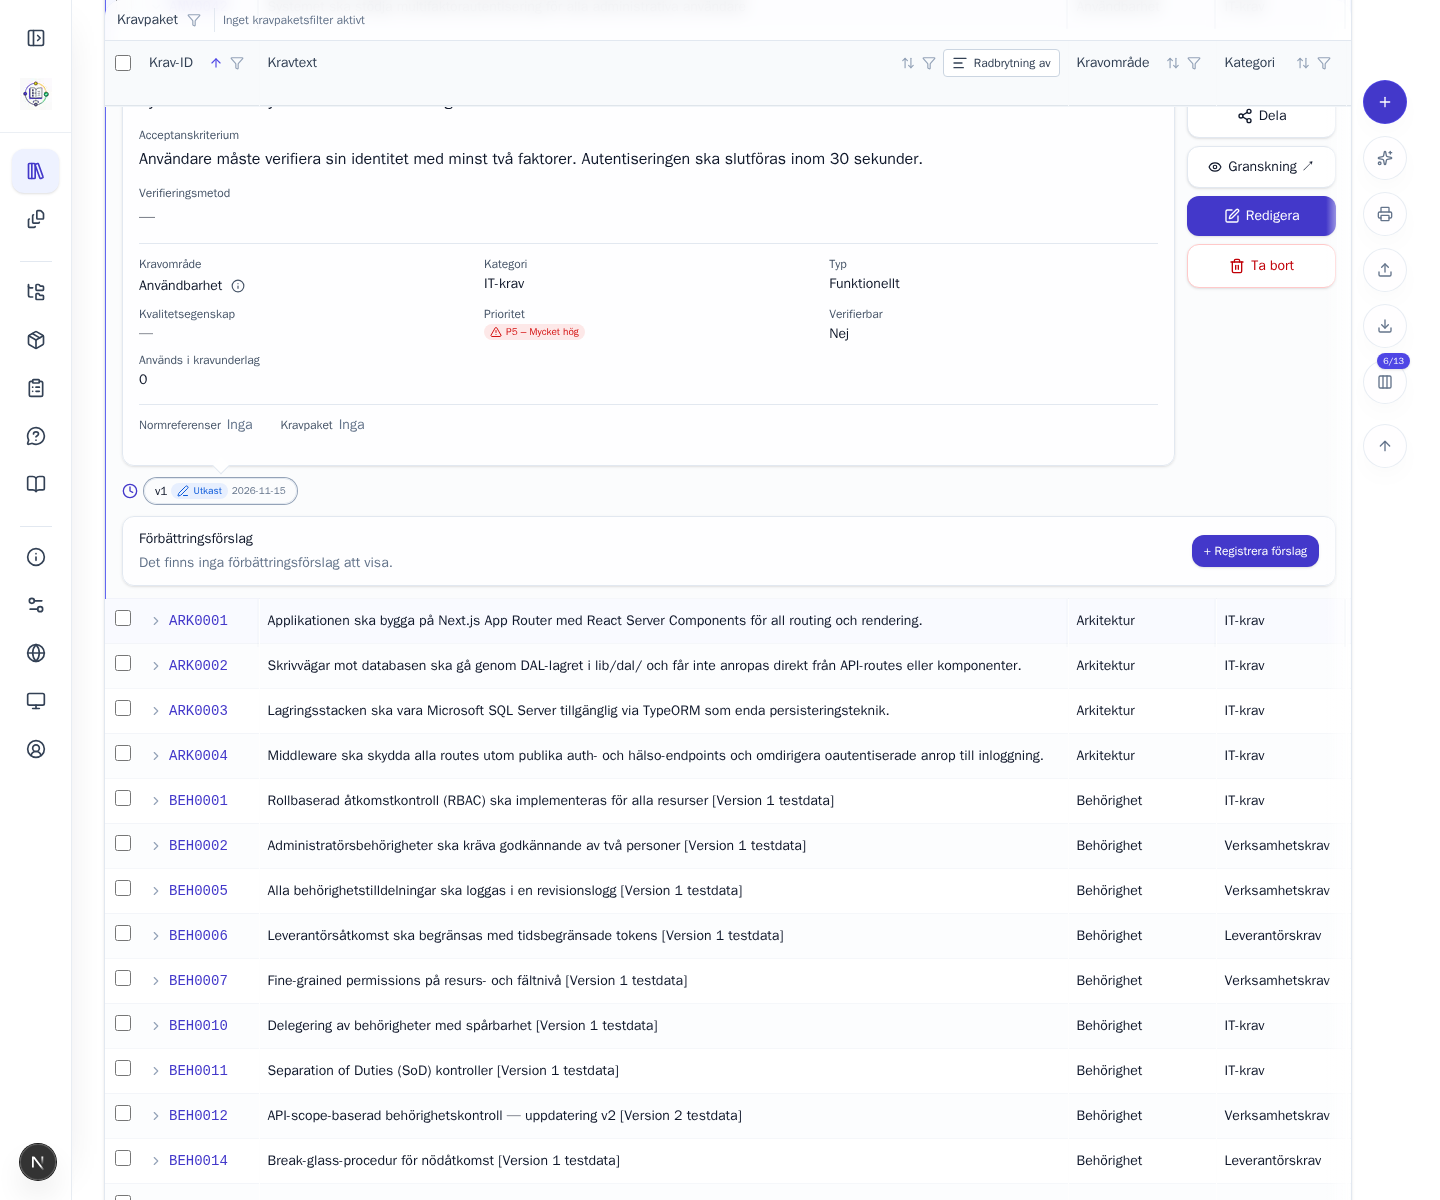 Kravpaket Inget kravpaketsfilter aktivt
Krav-ID Kravtext Radbrytning av Kravområde Kategori
Acceptanskriterium
Användare måste verifiera sin identitet med minst två faktorer. Autentiseringen ska slutföras inom 30 sekunder.
Verifieringsmetod
—
Kravområde Kategori Typ
Användbarhet IT-krav Funktionellt
Kvalitetsegenskap Prioritet Verifierbar
— P5 – Mycket hög Nej
Används i kravunderlag
0
Normreferenser Inga Kravpaket Inga
Dela
Granskning ↗
Redigera
Ta bort
6/13
v1 Utkast 2026-11-15
Förbättringsförslag
Det finns inga förbättringsförslag att visa.
+ Registrera förslag
ARK0001 Applikationen ska bygga på Next.js App Router med React Server Components för all routing och rendering. Arkitektur IT-krav
ARK0002 Skrivvägar mot databasen ska gå genom DAL-lagret i lib/dal/ och får inte anropas direkt från API-routes eller komponenter. Arkitektur IT-krav
ARK0003 Lagringsstacken ska vara Microsoft SQL Server tillgänglig via TypeORM som enda persisteringsteknik. Arkitektur IT-krav
ARK0004 Middleware ska skydda alla routes utom publika auth- och hälso-endpoints och omdirigera oautentiserade anrop till inloggning. Arkitektur IT-krav
BEH0001 Rollbaserad åtkomstkontroll (RBAC) ska implementeras för alla resurser [Version 1 testdata] Behörighet IT-krav
BEH0002 Administratörsbehörigheter ska kräva godkännande av två personer [Version 1 testdata] Behörighet Verksamhetskrav
BEH0005 Alla behörighetstilldelningar ska loggas i en revisionslogg [Version 1 testdata] Behörighet Verksamhetskrav
BEH0006 Leverantörsåtkomst ska begränsas med tidsbegränsade tokens [Version 1 testdata] Behörighet Leverantörskrav
BEH0007 Fine-grained permissions på resurs- och fältnivå [Version 1 testdata] Behörighet Verksamhetskrav
BEH0010 Delegering av behörigheter med spårbarhet [Version 1 testdata] Behörighet IT-krav
BEH0011 Separation of Duties (SoD) kontroller [Version 1 testdata] Behörighet IT-krav
BEH0012 API-scope-baserad behörighetskontroll — uppdatering v2 [Version 2 testdata] Behörighet Verksamhetskrav
BEH0014 Break-glass-procedur för nödåtkomst [Version 1 testdata] Behörighet Leverantörskrav
N